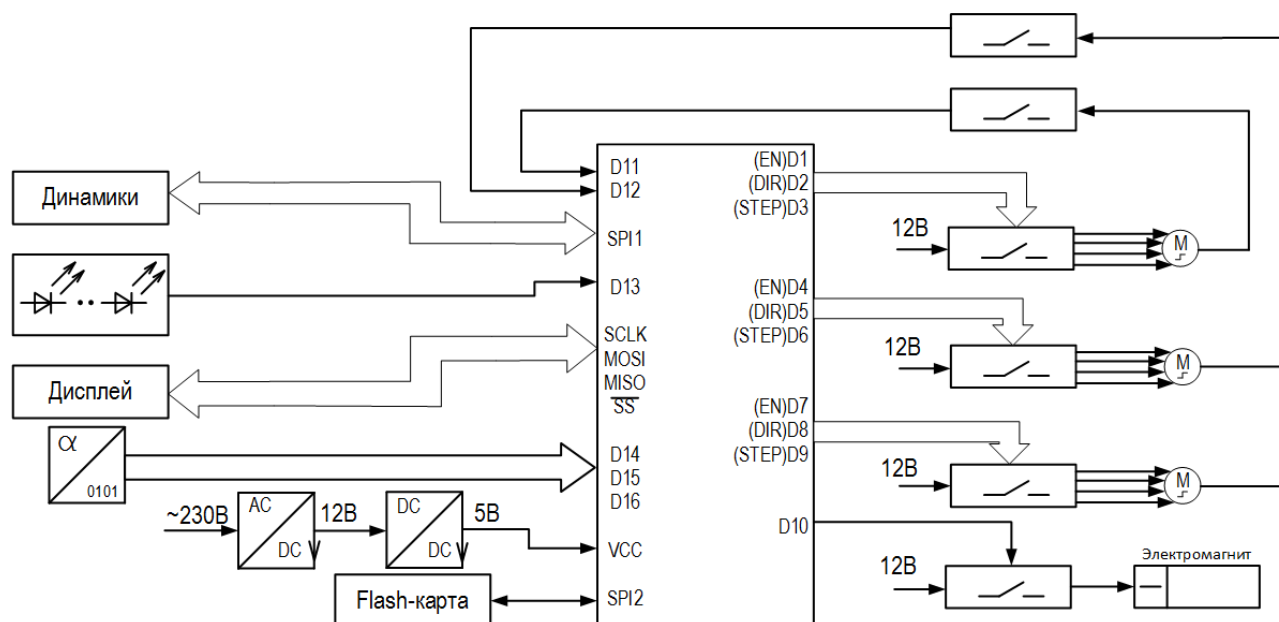 D11
D12
Динамики
SPI1
D13
SCLK
MOSI
Дисплей
MISO
SS
α
0101
D14
D15
D16
~230В
AC
DC
12В
DC
DC
5В
VCC
Flash-карта
SPI2
(EN)D1
(DIR)D2
(STEP)D3
12В
M
(EN)D4
(DIR)D5
(STEP)D6
12В
M
(EN)D7
(DIR)D8
(STEP)D9
12В
M
D10
12В
Электромагнит